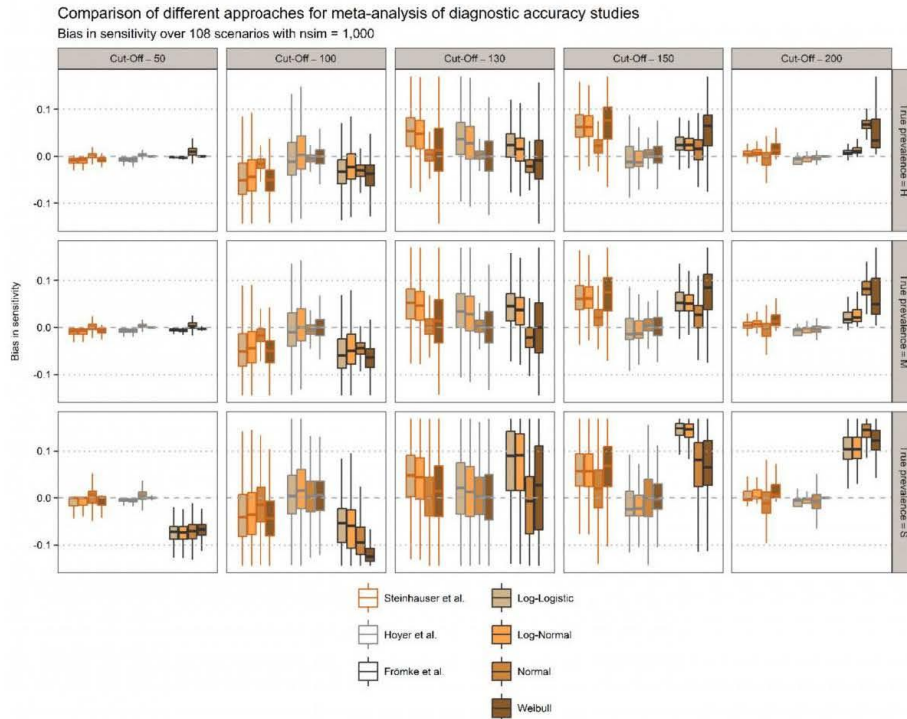 Comparison of different approaches for meta-analysis of diagnostic accuracy studies
Bias in sensitivity over 108 scenarios with nsim = 1,000
Cut-Off – 50
Cut-Off – 100
Cut-Off – 130
Cut-Off – 150
Cut-Off – 200
0.1
0.0
-0.1
True prevalence = H
0.1
0.0
-0.1
True prevalence = M
0.1
0.0
-0.1
True prevalence = S
Bias in sensitivity
Steinhauser et al.
Hoyer et al.
Frömke et al.
Log-Logistic
Log-Normal
Normal
Weibull